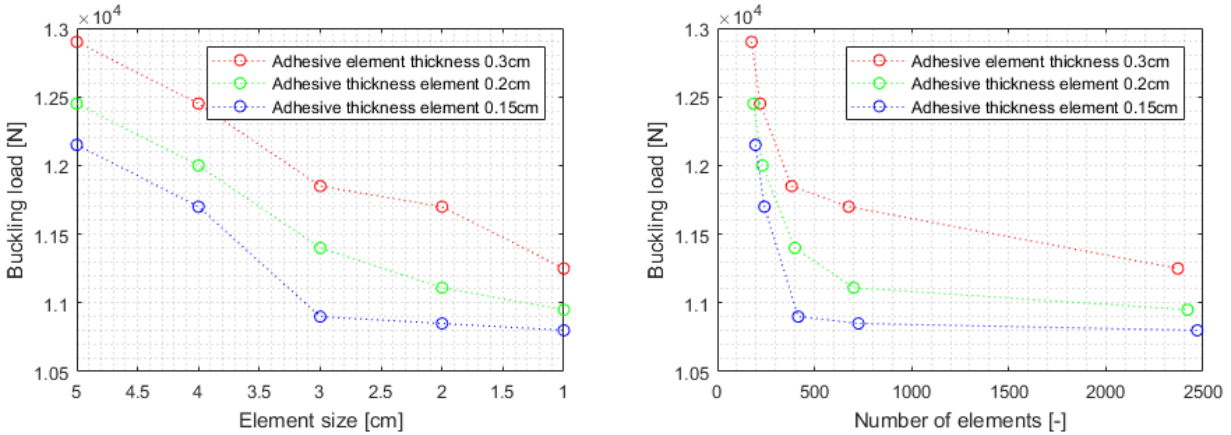 ×10⁴
1.3
1.25
1.2
1.15
1.1
1.05
Buckling load [N]
Adhesive element thickness 0.3cm
Adhesive thickness element 0.2cm
Adhesive thickness element 0.15cm
5 4.5 4 3.5 3 2.5 2 1.5 1
Element size [cm]
×10⁴
1.3
1.25
1.2
1.15
1.1
1.05
Buckling load [N]
Adhesive element thickness 0.3cm
Adhesive thickness element 0.2cm
Adhesive thickness element 0.15cm
0 500 1000 1500 2000 2500
Number of elements [-]